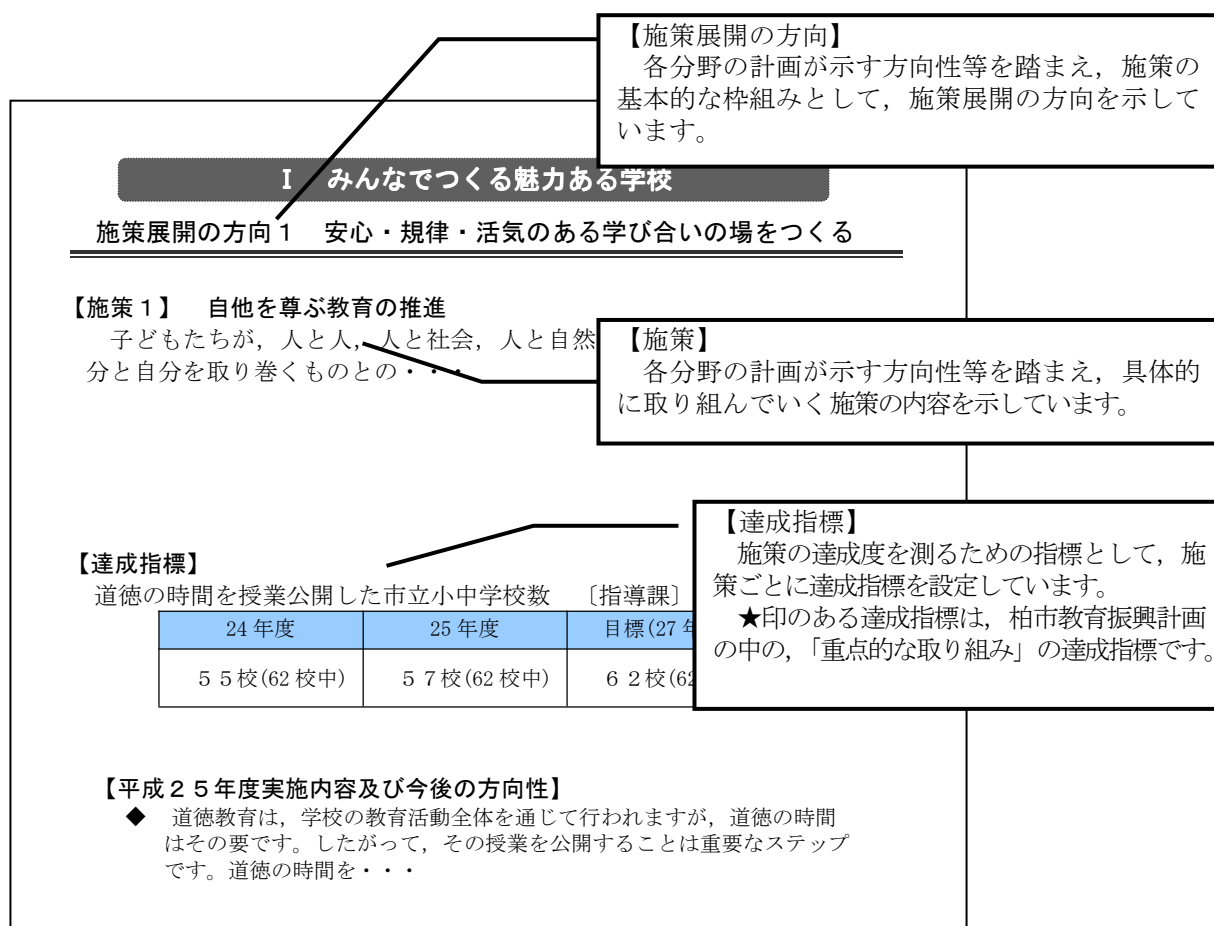 【施策展開の方向】
各分野の計画が示す方向性等を踏まえ，施策の
基本的な枠組みとして，施策展開の方向を示して
います。
Ⅰ　みんなでつくる魅力ある学校
施策展開の方向１　安心・規律・活気のある学び合いの場をつくる
【施策１】　自他を尊ぶ教育の推進
子どもたちが，人と人，人と社会，人と自然
分と自分を取り巻くものとの・・・
【施策】
各分野の計画が示す方向性等を踏まえ，具体的
に取り組んでいく施策の内容を示しています。
【達成指標】
施策の達成度を測るための指標として，施
策ごとに達成指標を設定しています。
★印のある達成指標は，柏市教育振興計画
の中の，「重点的な取り組み」の達成指標です。
【達成指標】
道徳の時間を授業公開した市立小中学校数　〔指導課〕
24 年度　25 年度　目標(27 年
５５校(62 校中)　５７校(62 校中)　６２校(62
【平成２５年度実施内容及び今後の方向性】
◆　道徳教育は，学校の教育活動全体を通じて行われますが，道徳の時間
はその要です。したがって，その授業を公開することは重要なステップ
です。道徳の時間を・・・